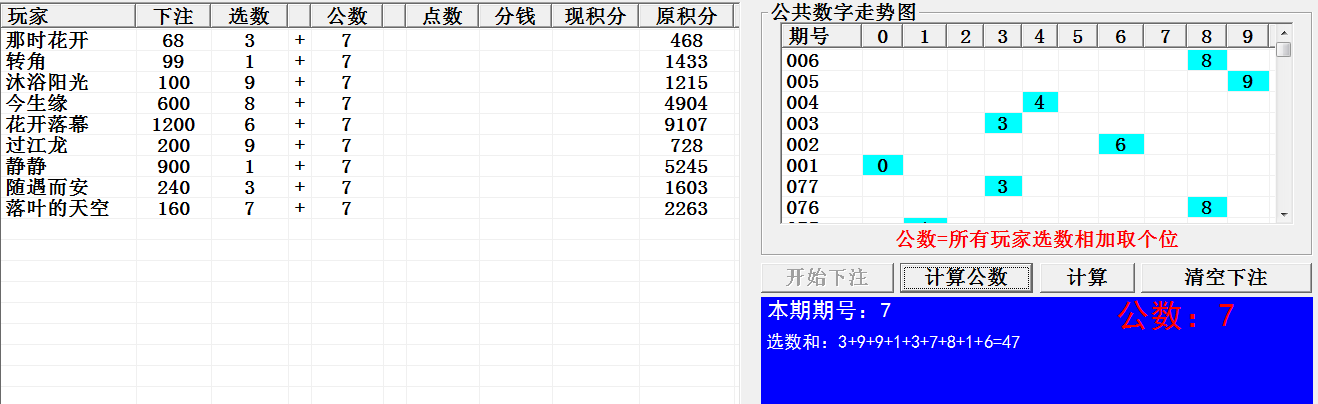 玩家 下注 选数 公数 点数 分钱 现积分 原积分
那时花开 68 3 + 7 468
转角 99 1 + 7 1433
沐浴阳光 100 9 + 7 1215
今生缘 600 8 + 7 4904
花开落幕 1200 6 + 7 9107
过江龙 200 9 + 7 728
静静 900 1 + 7 5245
随遇而安 240 3 + 7 1603
落叶的天空 160 7 + 7 2263
公共数字走势图
期号 0 1 2 3 4 5 6 7 8 9
006 8
005 9
004 4
003 3
002 6
001 0
077 3
076 8
公数=所有玩家选数相加取个位
开始下注 计算公数 计算 清空下注
本期期号：7 公数：7
选数和：3+9+9+1+3+7+8+1+6=47